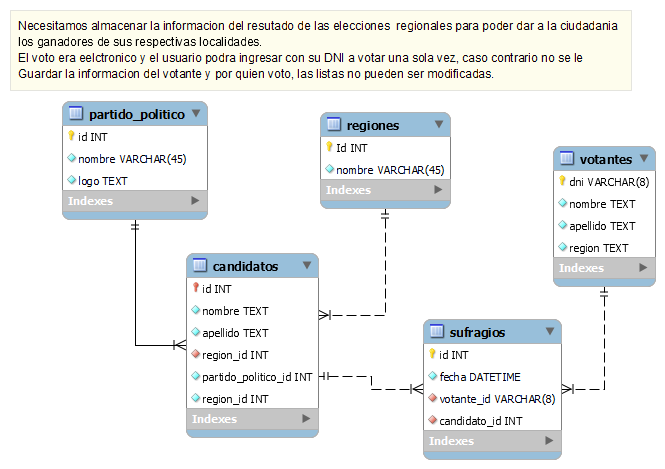 Necesitamos almacenar la informacion del resutado de las elecciones regionales para poder dar a la ciudadania
los ganadores de sus respectivas localidades.
El voto era eelctronico y el usuario podra ingresar con su DNI a votar una sola vez, caso contrario no se le
Guardar la informacion del votante y por quien voto, las listas no pueden ser modificadas.
partido_politico
id INT
nombre VARCHAR(45)
logo TEXT
Indexes
regiones
Id INT
nombre VARCHAR(45)
Indexes
votantes
dni VARCHAR(8)
nombre TEXT
apellido TEXT
region TEXT
Indexes
candidatos
id INT
nombre TEXT
apellido TEXT
region_id INT
partido_politico_id INT
region_id INT
Indexes
sufragios
id INT
fecha DATETIME
votante_id VARCHAR(8)
candidato_id INT
Indexes